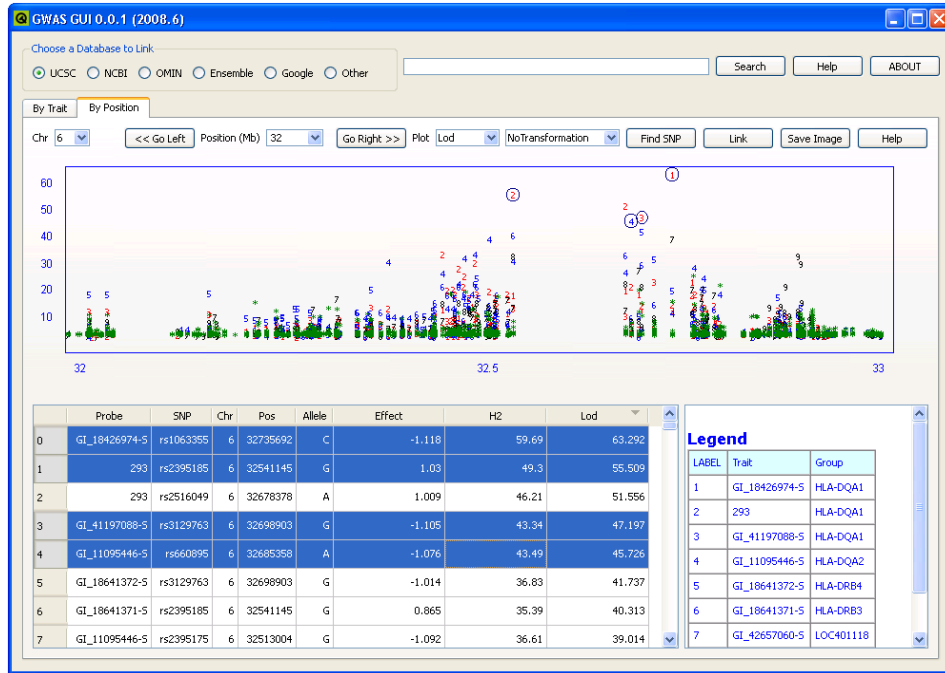 GWAS GUI 0.0.1 (2008.6)
Choose a Database to Link
UCSC NCBI OMIN Ensemble Google Other Search Help ABOUT
By Trait By Position
Chr 6 << Go Left Position (Mb) 32 Go Right >> Plot Lod NoTransformation Find SNP Link Save Image Help
60
50
40
30
20
10
32 32.5 33
Probe SNP Chr Pos Allele Effect H2 Lod
0 GI_18426974-S rs1063355 6 32735692 C -1.118 59.69 63.292
1 293 rs2395185 6 32541145 G 1.03 49.3 55.509
2 293 rs2516049 6 32678378 A 1.009 46.21 51.556
3 GI_41197088-S rs3129763 6 32698903 G -1.105 43.34 47.197
4 GI_11095446-S rs660895 6 32685358 A -1.076 43.49 45.726
5 GI_18641372-S rs3129763 6 32698903 G -1.014 36.83 41.737
6 GI_18641371-S rs2395185 6 32541145 G 0.865 35.39 40.313
7 GI_11095446-S rs2395175 6 32513004 G -1.092 36.61 39.014
Legend
LABEL Trait Group
1 GI_18426974-S HLA-DQA1
2 293 HLA-DQA1
3 GI_41197088-S HLA-DQA1
4 GI_11095446-S HLA-DQA2
5 GI_18641372-S HLA-DRB4
6 GI_18641371-S HLA-DRB3
7 GI_42657060-S LOC401118